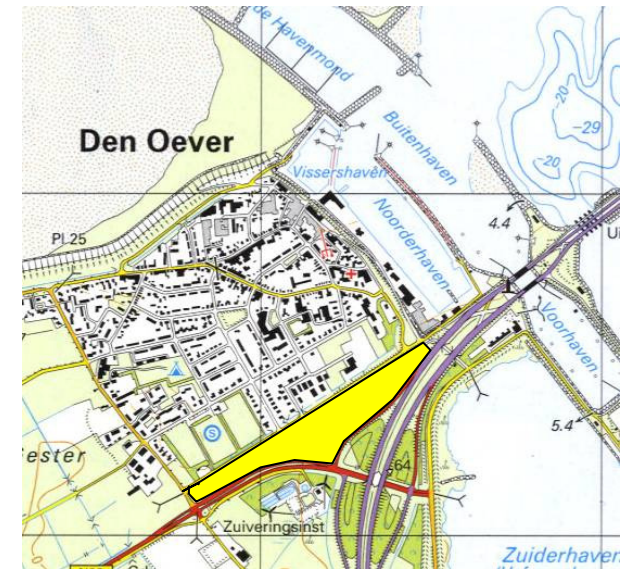 de Havenmond
Den Oever
Buitenhaven
-20
-29
-20
Vissershaven
Noorderhaven
4.4
Pl.25
Ui
Voorhaven
S
5.4
ester
64
Zuiveringsinst
Zuiderhaven